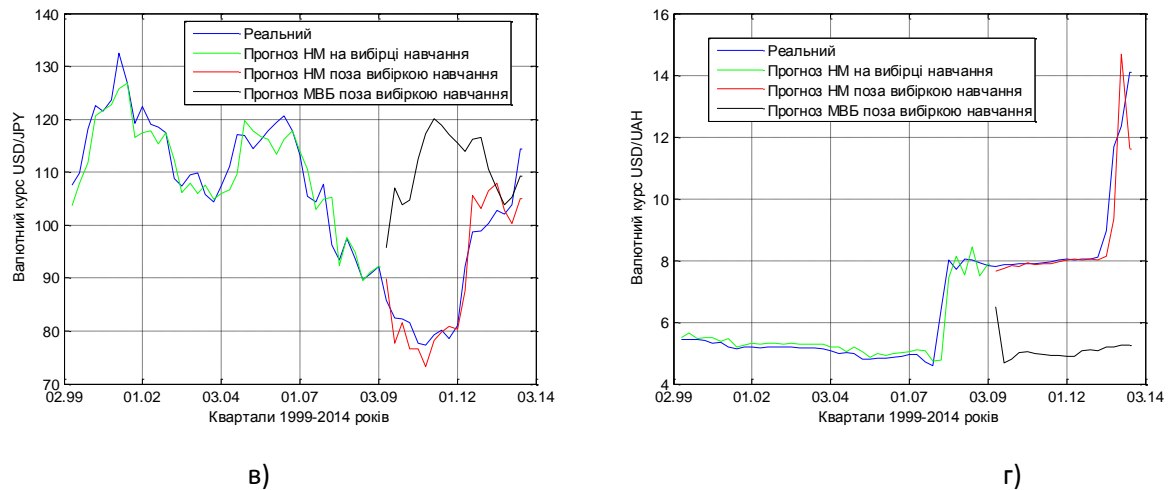 Валютний курс USD/JPY
140
130
120
110
100
90
80
70
Реальний
Прогноз НМ на вибірці навчання
Прогноз НМ поза вибіркою навчання
Прогноз МВБ поза вибіркою навчання
02.99 01.02 03.04 01.07 03.09 01.12 03.14
Квартали 1999-2014 років
в)
Валютний курс USD/UAH
16
14
12
10
8
6
4
Реальний
Прогноз НМ на вибірці навчання
Прогноз НМ поза вибіркою навчання
Прогноз МВБ поза вибіркою навчання
02.99 01.02 03.04 01.07 03.09 01.12 03.14
Квартали 1999-2014 років
г)